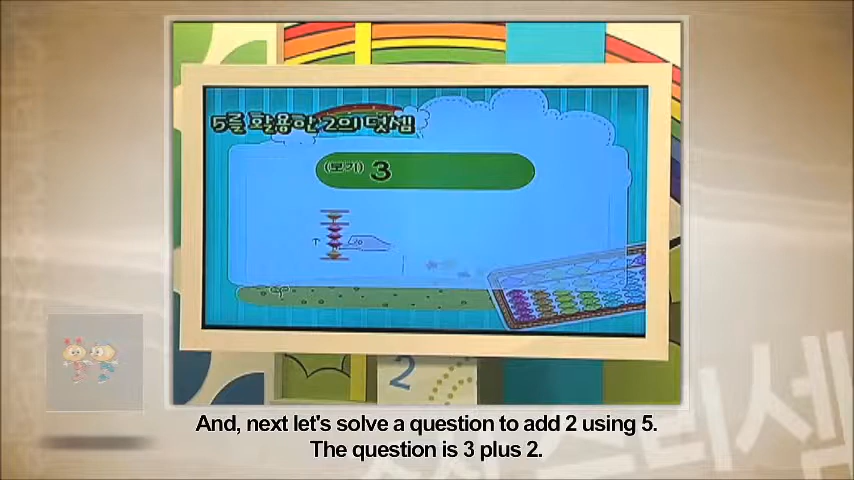 5를 활용한 2의 덧셈
(보기) 3
2
And, next let's solve a question to add 2 using 5.
The question is 3 plus 2.